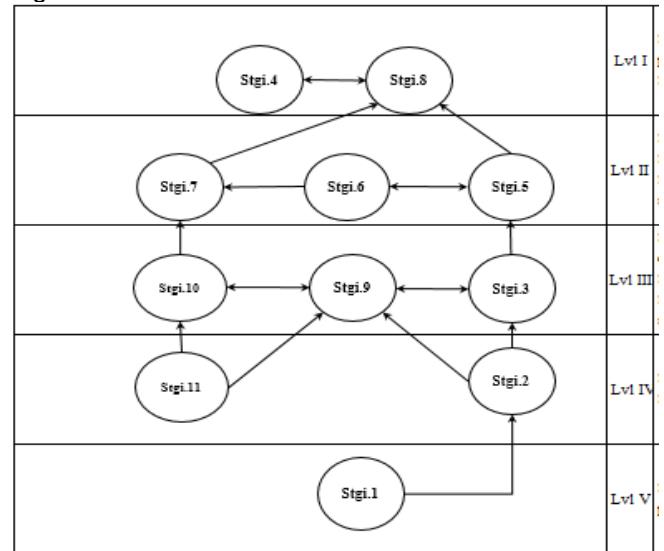 Stgi.4
Stgi.8
Lvl I
Stgi.7
Stgi.6
Stgi.5
Lvl II
Stgi.10
Stgi.9
Stgi.3
Lvl III
Stgi.11
Stgi.2
Lvl IV
Stgi.1
Lvl V